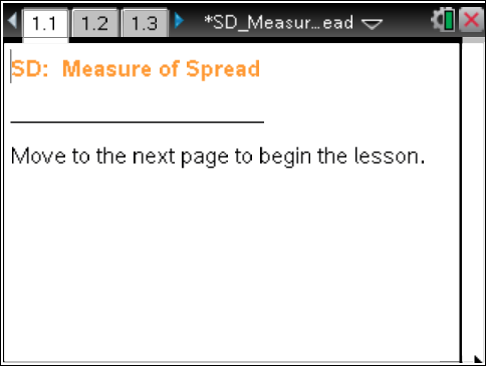 1.1 1.2 1.3 *SD_Measur...ead
SD: Measure of Spread
Move to the next page to begin the lesson.